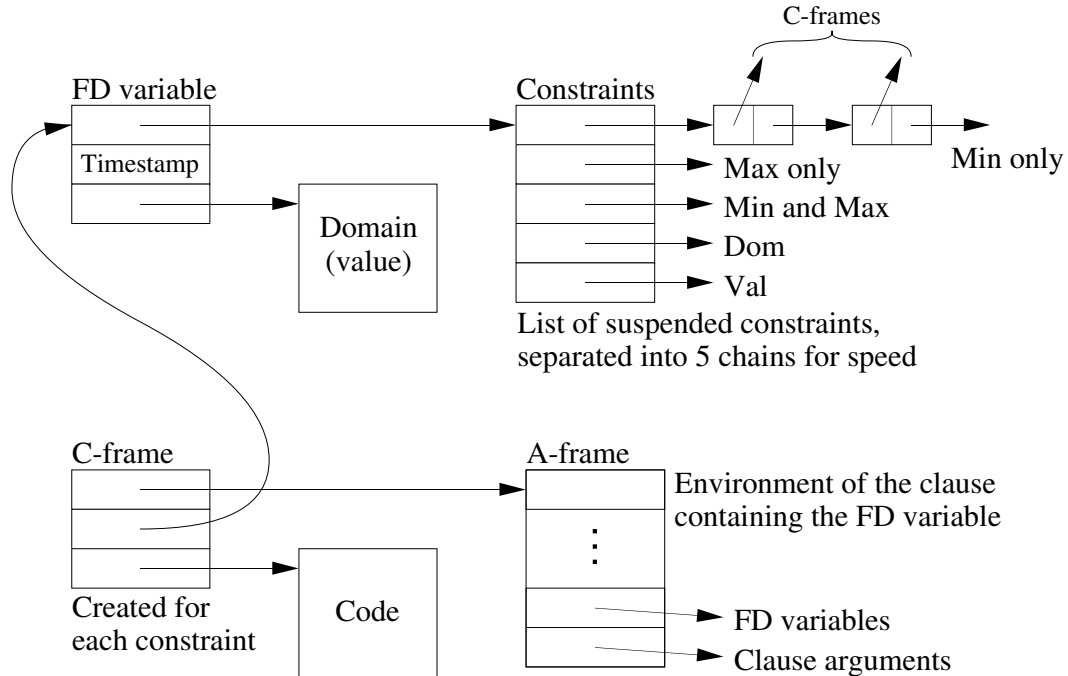 C-frames
FD variable
Constraints
Timestamp
Min only
Max only
Min and Max
Domain
(value)
Dom
Val
List of suspended constraints,
separated into 5 chains for speed
C-frame
A-frame
Environment of the clause
containing the FD variable
Code
Created for
each constraint
FD variables
Clause arguments